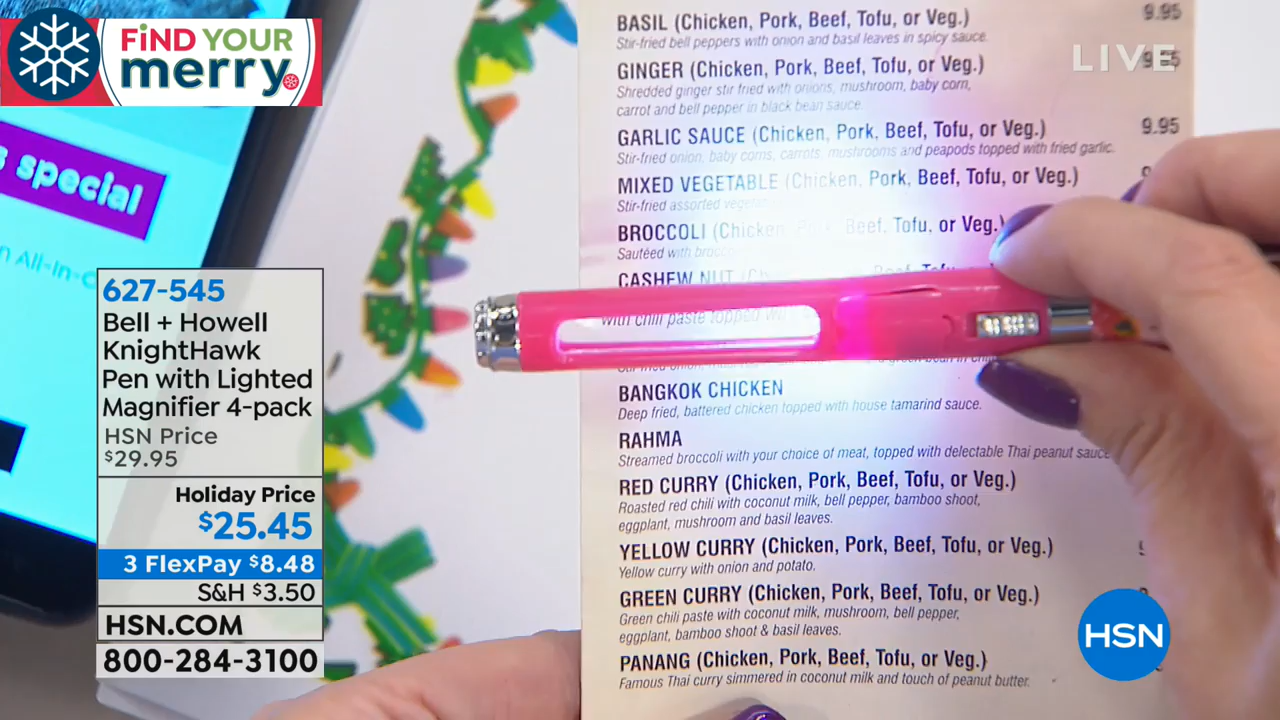 FiND YOUR
merry.
LIVE
s special
n All-in-
627-545
Bell + Howell
KnightHawk
Pen with Lighted
Magnifier 4-pack
HSN Price
$29.95
Holiday Price
$25.45
3 FlexPay $8.48
S&H $3.50
HSN.COM
800-284-3100
BASIL (Chicken, Pork, Beef, Tofu, or Veg.) 9.95
Stir-fried bell peppers with onion and basil leaves in spicy sauce.
GINGER (Chicken, Pork, Beef, Tofu, or Veg.)
Shredded ginger stir fried with onions, mushroom, baby corn,
carrot and bell pepper in black bean sauce.
GARLIC SAUCE (Chicken, Pork, Beef, Tofu, or Veg.) 9.95
Stir-fried onion, baby corns, carrots, mushrooms and peapods topped with fried garlic.
MIXED VEGETABLE (Chicken, Pork, Beef, Tofu, or Veg.)
Stir-fried assorted
BROCCOLI (Chicken, Pork, Beef, Tofu, or Veg.)
Sautéed with
CASHEW NUT
with chili paste topped
BANGKOK CHICKEN
Deep fried, battered chicken topped with house tamarind sauce.
RAHMA
Streamed broccoli with your choice of meat, topped with delectable Thai peanut sauce
RED CURRY (Chicken, Pork, Beef, Tofu, or Veg.)
Roasted red chili with coconut milk, bell pepper, bamboo shoot,
eggplant, mushroom and basil leaves.
YELLOW CURRY (Chicken, Pork, Beef, Tofu, or Veg.)
Yellow curry with onion and potato.
GREEN CURRY (Chicken, Pork, Beef, Tofu, or Veg.)
Green chili paste with coconut milk, mushroom, bell pepper,
eggplant, bamboo shoot & basil leaves.
PANANG (Chicken, Pork, Beef, Tofu, or Veg.)
Famous Thai curry simmered in coconut milk and touch of peanut butter.
HSN